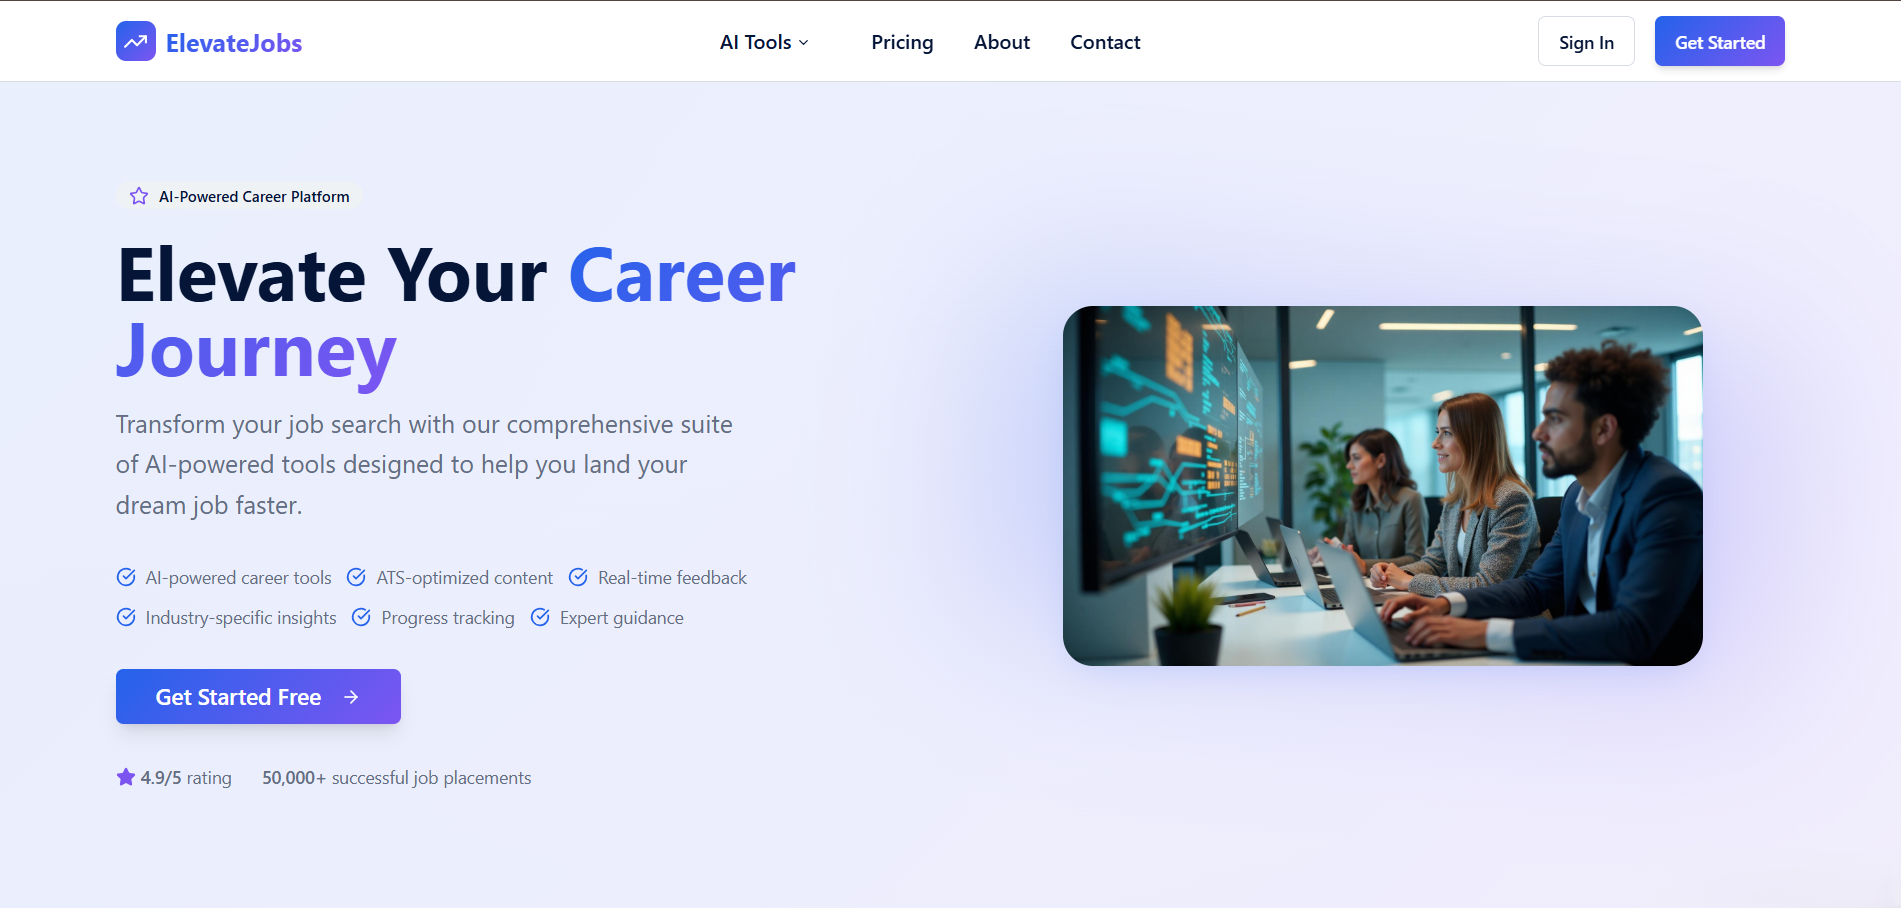 ElevateJobs
AI Tools
Pricing
About
Contact
Sign In
Get Started
AI-Powered Career Platform
Elevate Your Career
Journey
Transform your job search with our comprehensive suite
of AI-powered tools designed to help you land your
dream job faster.
AI-powered career tools
ATS-optimized content
Real-time feedback
Industry-specific insights
Progress tracking
Expert guidance
Get Started Free
4.9/5 rating
50,000+ successful job placements